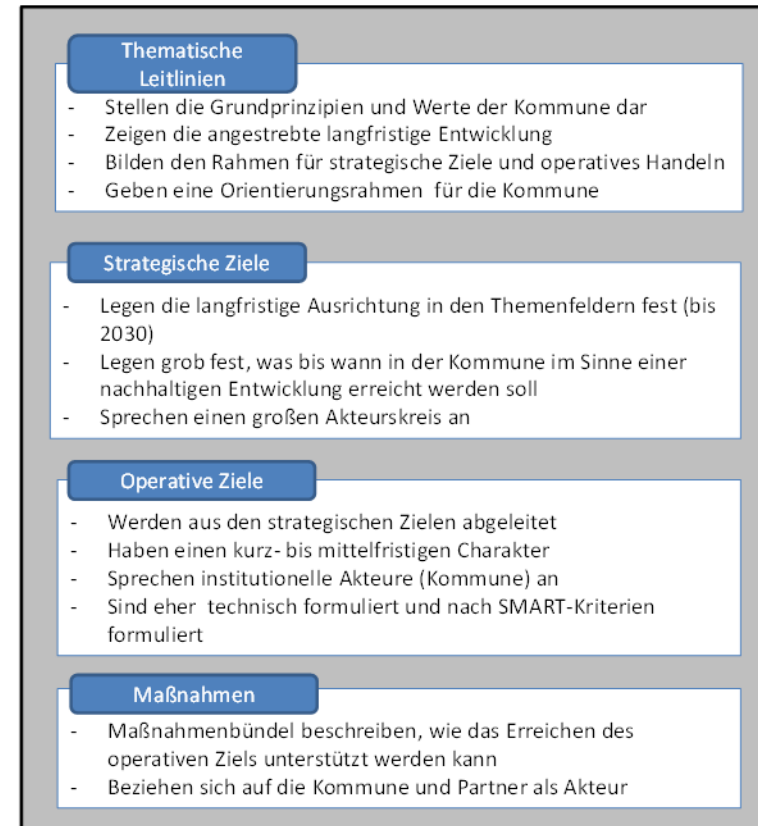 Thematische
Leitlinien
- Stellen die Grundprinzipien und Werte der Kommune dar
- Zeigen die angestrebte langfristige Entwicklung
- Bilden den Rahmen für strategische Ziele und operatives Handeln
- Geben eine Orientierungsrahmen für die Kommune
Strategische Ziele
- Legen die langfristige Ausrichtung in den Themenfeldern fest (bis
2030)
- Legen grob fest, was bis wann in der Kommune im Sinne einer
nachhaltigen Entwicklung erreicht werden soll
- Sprechen einen großen Akteurskreis an
Operative Ziele
- Werden aus den strategischen Zielen abgeleitet
- Haben einen kurz- bis mittelfristigen Charakter
- Sprechen institutionelle Akteure (Kommune) an
- Sind eher technisch formuliert und nach SMART-Kriterien
formuliert
Maßnahmen
- Maßnahmenbündel beschreiben, wie das Erreichen des
operativen Ziels unterstützt werden kann
- Beziehen sich auf die Kommune und Partner als Akteur